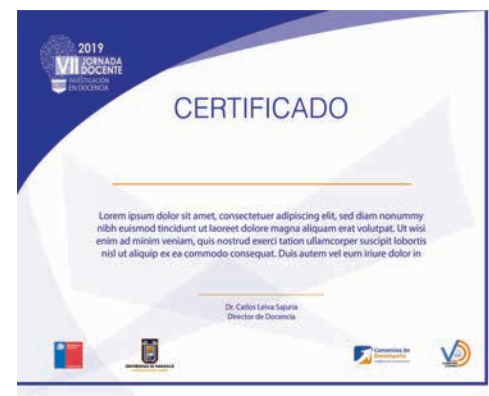 2019
VII JORNADA
DOCENTE
INVESTIGACIÓN
EN DOCENCIA
CERTIFICADO
Lorem ipsum dolor sit amet, consectetuer adipiscing elit, sed diam nonummy
nibh euismod tincidunt ut laoreet dolore magna aliquam erat volutpat. Ut wisi
enim ad minim veniam, quis nostrud exerci tation ullamcorper suscipit lobortis
nisl ut aliquip ex ea commodo consequat. Duis autem vel eum iriure dolor in
Dr. Carlos Leiva Sajuria
Director de Docencia
Convenios de
Desempeño